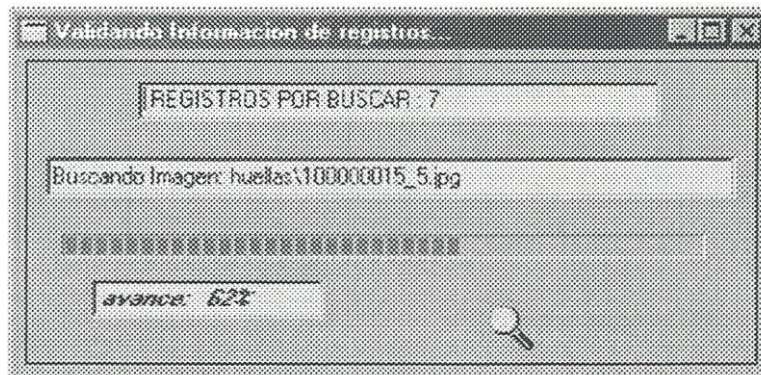 Validando Informacion de registros...
REGISTROS POR BUSCAR : 7
Buscando Imagen: huellas\100000015_5.jpg
avance: 62%